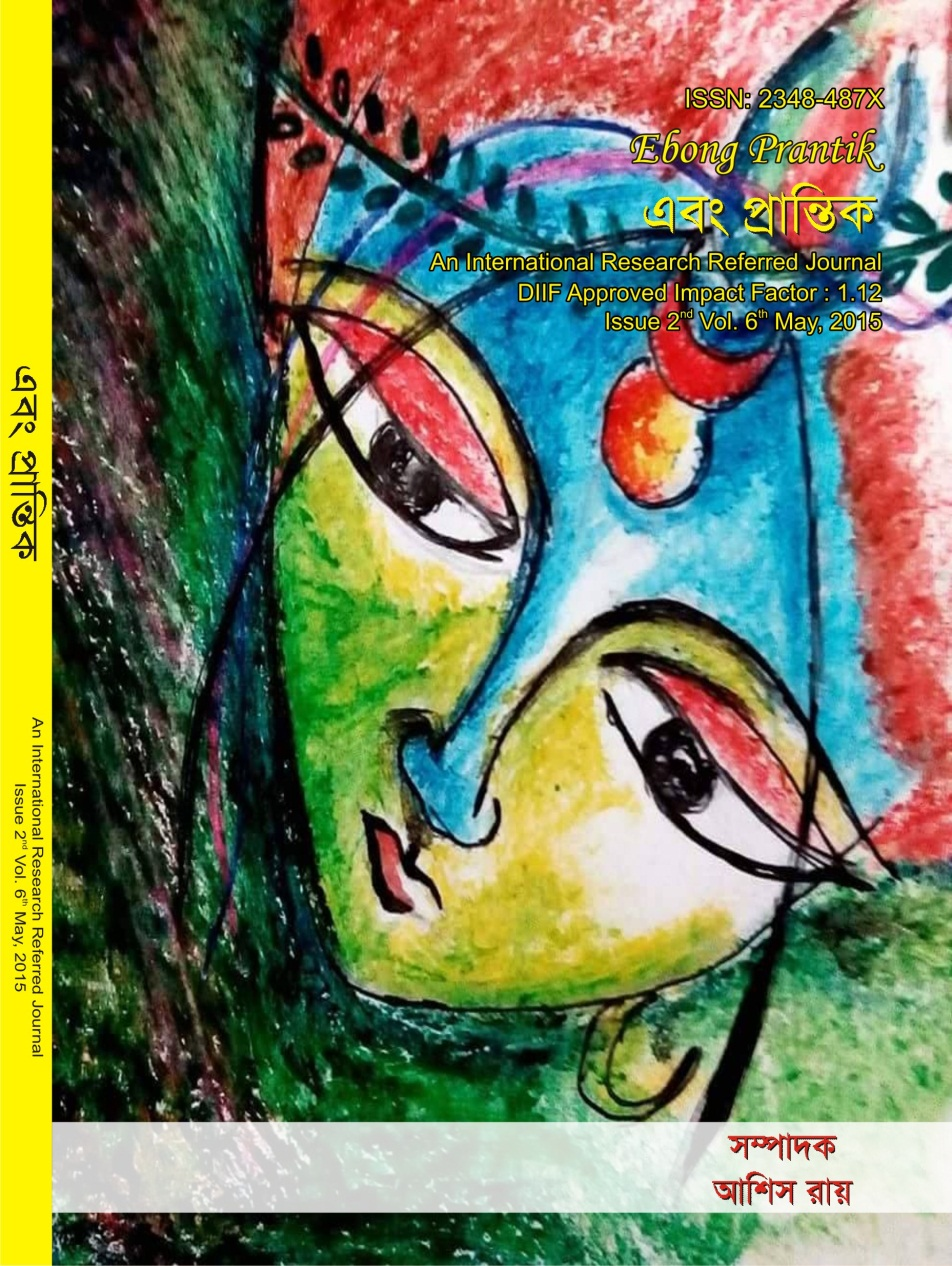 ISSN: 2348-487X
Ebong Prantik
এবং প্রান্তিক
An International Research Referred Journal
DIIF Approved Impact Factor : 1.12
Issue 2nd Vol. 6th May, 2015
এবং প্রান্তিক
An International Research Referred Journal
Issue 2nd Vol. 6th May, 2015
সম্পাদক
আশিস রায়